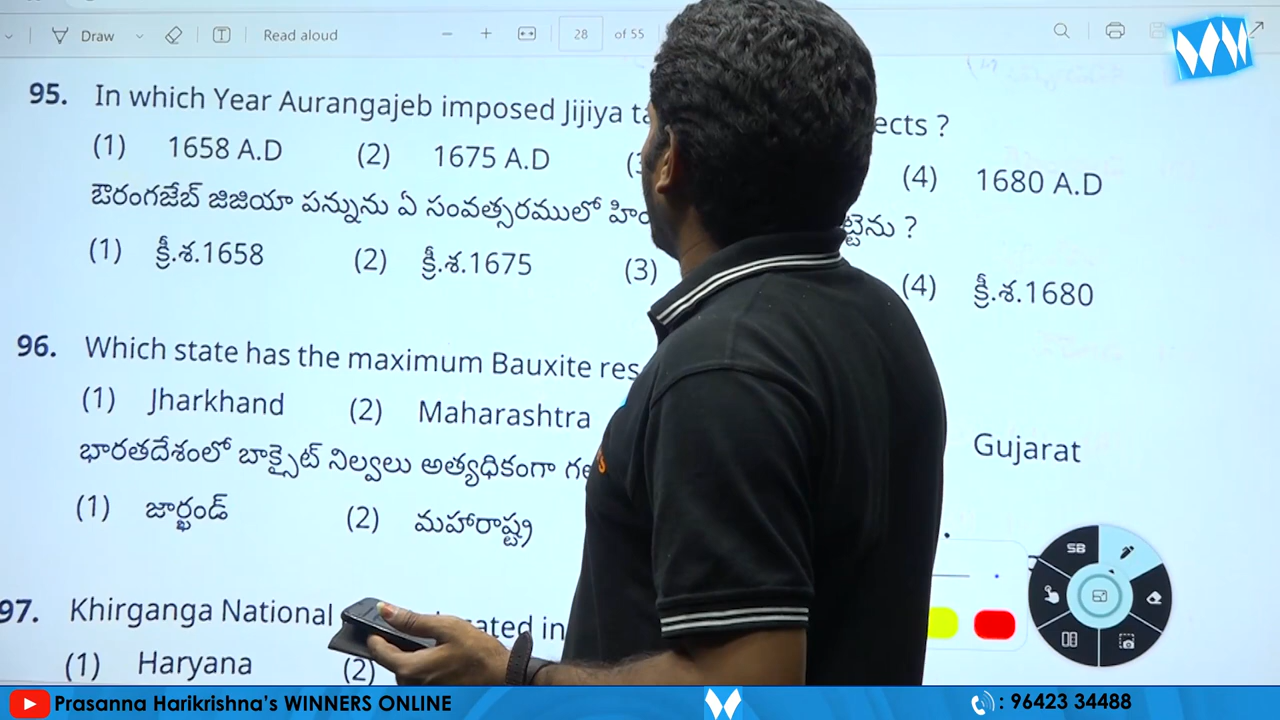 Draw
Read aloud
28 of 55
95. In which Year Aurangajeb imposed Jijiya ects ?
(1) 1658 A.D (2) 1675 A.D (4) 1680 A.D
ఔరంగజేబ్ జిజియా పన్నును ఏ సంవత్సరములో
(1) క్రీ.శ.1658 (2) క్రీ.శ.1675 (3) (4) క్రీ.శ.1680
96. Which state has the maximum Bauxite res
(1) Jharkhand (2) Maharashtra Gujarat
భారతదేశంలో బాక్సైట్ నిల్వలు అత్యధికంగా
(1) జార్ఖండ్ (2) మహారాష్ట్ర
97. Khirganga National ated in
(1) Haryana (2)
SB
Prasanna Harikrishna's WINNERS ONLINE
: 96423 34488